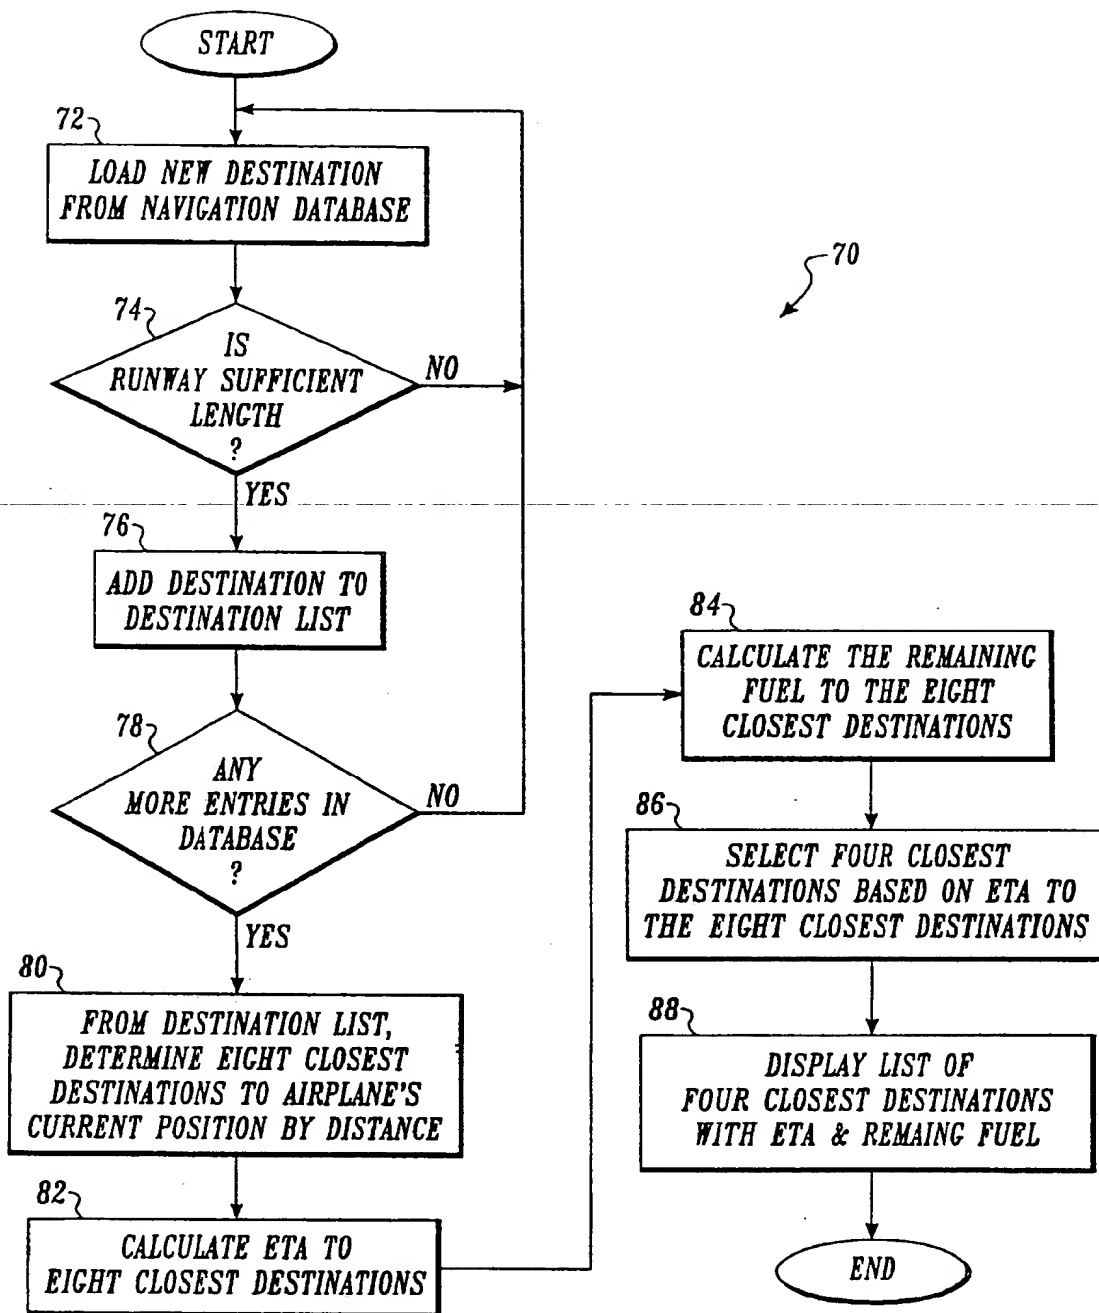 START
72
LOAD NEW DESTINATION
FROM NAVIGATION DATABASE
70
74
IS
RUNWAY SUFFICIENT
LENGTH
?
NO
YES
76
ADD DESTINATION TO
DESTINATION LIST
78
ANY
MORE ENTRIES IN
DATABASE
?
NO
YES
80
FROM DESTINATION LIST,
DETERMINE EIGHT CLOSEST
DESTINATIONS TO AIRPLANE'S
CURRENT POSITION BY DISTANCE
82
CALCULATE ETA TO
EIGHT CLOSEST DESTINATIONS
84
CALCULATE THE REMAINING
FUEL TO THE EIGHT
CLOSEST DESTINATIONS
86
SELECT FOUR CLOSEST
DESTINATIONS BASED ON ETA TO
THE EIGHT CLOSEST DESTINATIONS
88
DISPLAY LIST OF
FOUR CLOSEST DESTINATIONS
WITH ETA & REMAING FUEL
END